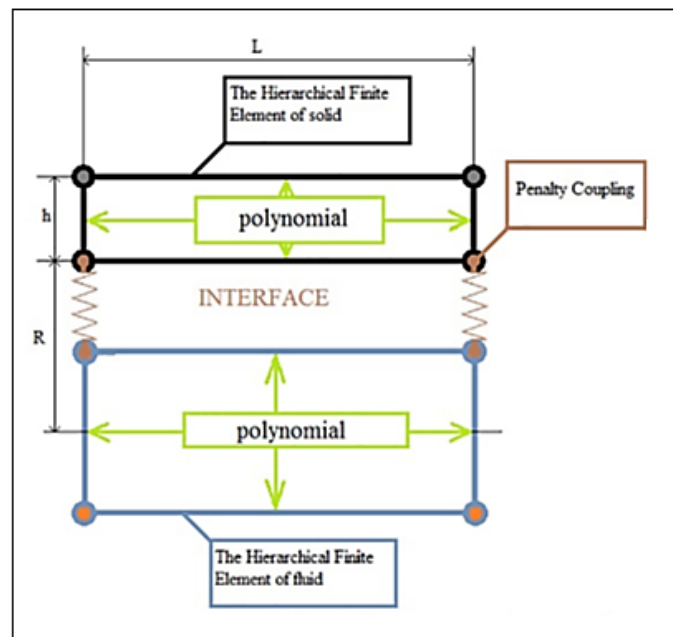 L
The Hierarchical Finite
Element of solid
Penalty Coupling
h
polynomial
INTERFACE
R
polynomial
The Hierarchical Finite
Element of fluid